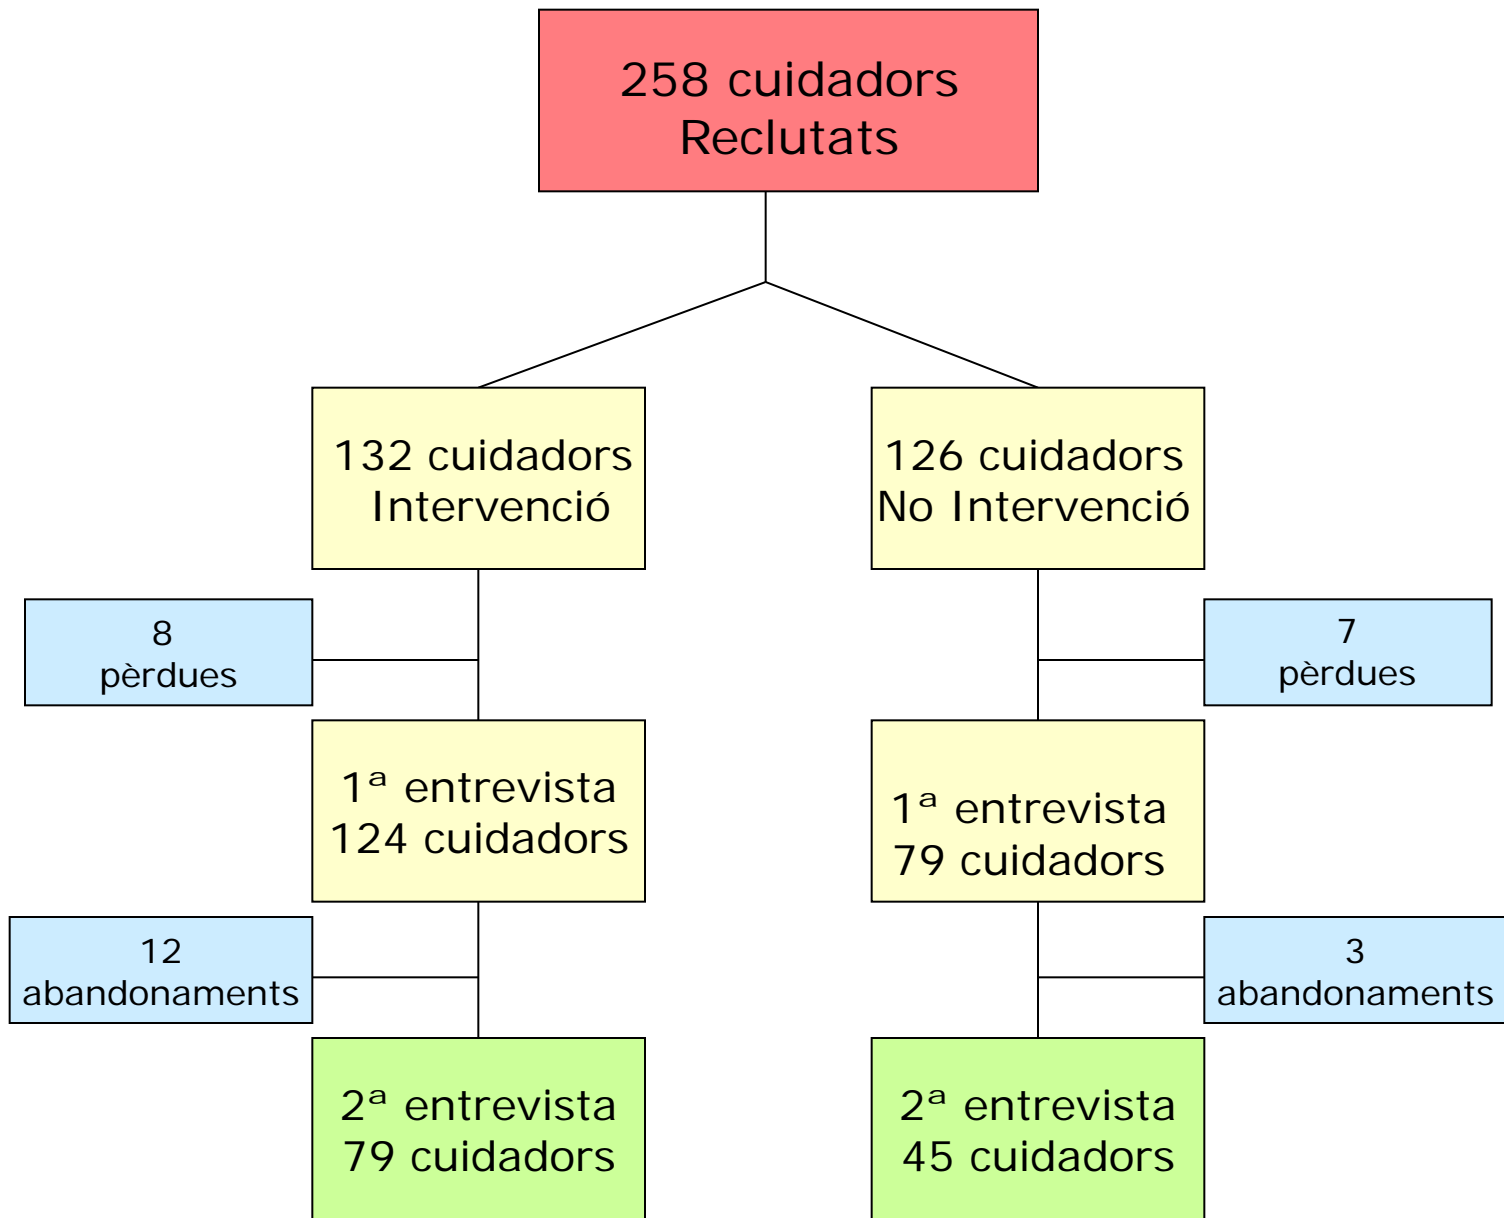 258 cuidadors
Reclutats
132 cuidadors
Intervenció
126 cuidadors
No Intervenció
8
pèrdues
7
pèrdues
1ª entrevista
124 cuidadors
1ª entrevista
79 cuidadors
12
abandonaments
3
abandonaments
2ª entrevista
79 cuidadors
2ª entrevista
45 cuidadors